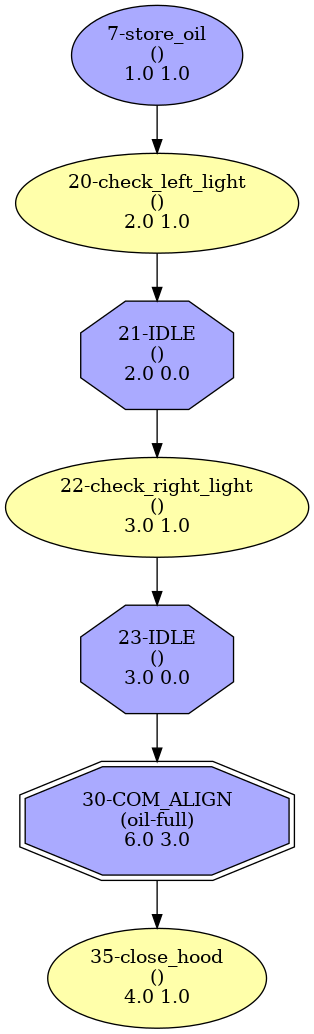 7-store_oil
()
1.0 1.0
20-check_left_light
()
2.0 1.0
21-IDLE
()
2.0 0.0
22-check_right_light
()
3.0 1.0
23-IDLE
()
3.0 0.0
30-COM_ALIGN
(oil-full)
6.0 3.0
35-close_hood
()
4.0 1.0